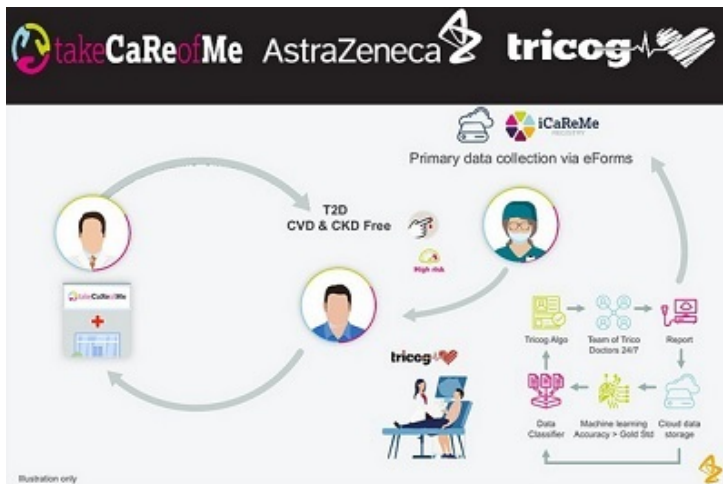 takeCaReofMe AstraZeneca tricog
iCaReMe
REGISTRY
Primary data collection via eForms
T2D
CVD & CKD Free
High risk
takeCaReofMe
tricog
Tricog Algo
Team of Trico
Doctors 24/7
Report
Data
Classifier
Machine learning
Accuracy > Gold Std
Cloud data
storage
Illustration only